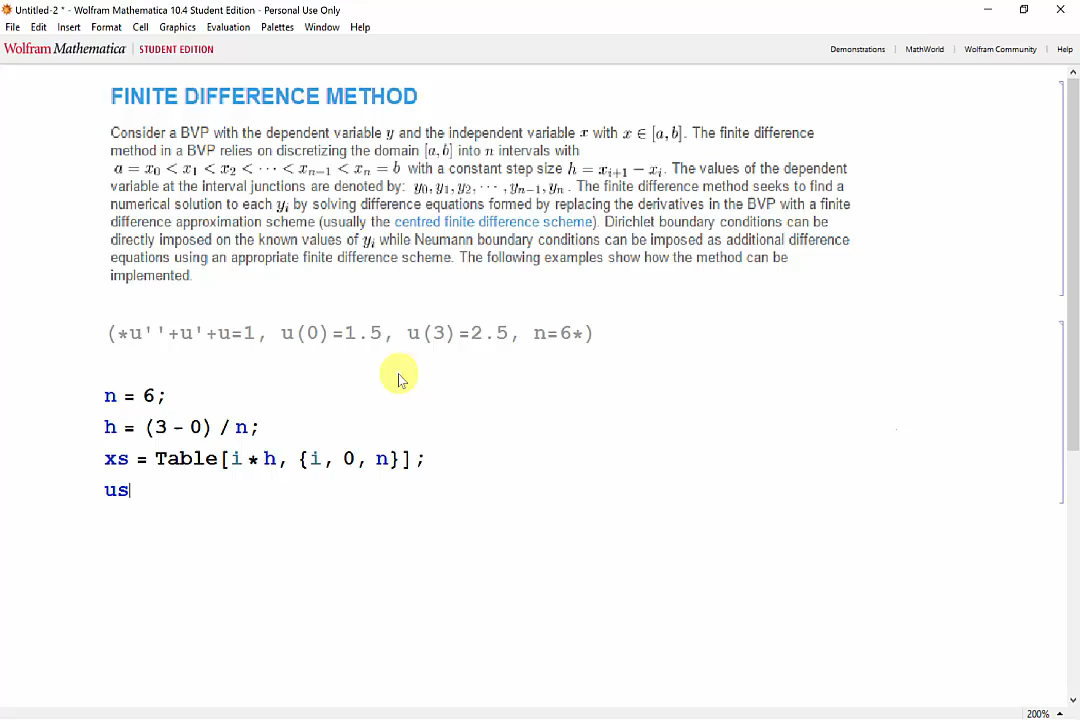 Untitled-2 * - Wolfram Mathematica 10.4 Student Edition - Personal Use Only
File Edit Insert Format Cell Graphics Evaluation Palettes Window Help
Wolfram Mathematica | STUDENT EDITION Demonstrations | MathWorld | Wolfram Community | Help
FINITE DIFFERENCE METHOD
Consider a BVP with the dependent variable y and the independent variable x with x ∈ [a, b]. The finite difference
method in a BVP relies on discretizing the domain [a, b] into n intervals with
a = x₀ < x₁ < x₂ < ⋯ < xₙ₋₁ < xₙ = b with a constant step size h = xᵢ₊₁ − xᵢ. The values of the dependent
variable at the interval junctions are denoted by: y₀, y₁, y₂, ⋯ , yₙ₋₁, yₙ . The finite difference method seeks to find a
numerical solution to each yᵢ by solving difference equations formed by replacing the derivatives in the BVP with a finite
difference approximation scheme (usually the centred finite difference scheme). Dirichlet boundary conditions can be
directly imposed on the known values of yᵢ while Neumann boundary conditions can be imposed as additional difference
equations using an appropriate finite difference scheme. The following examples show how the method can be
implemented.
(*u''+u'+u=1, u(0)=1.5, u(3)=2.5, n=6*)
n = 6;
h = (3 - 0) / n;
xs = Table[i * h, {i, 0, n}];
us
200%